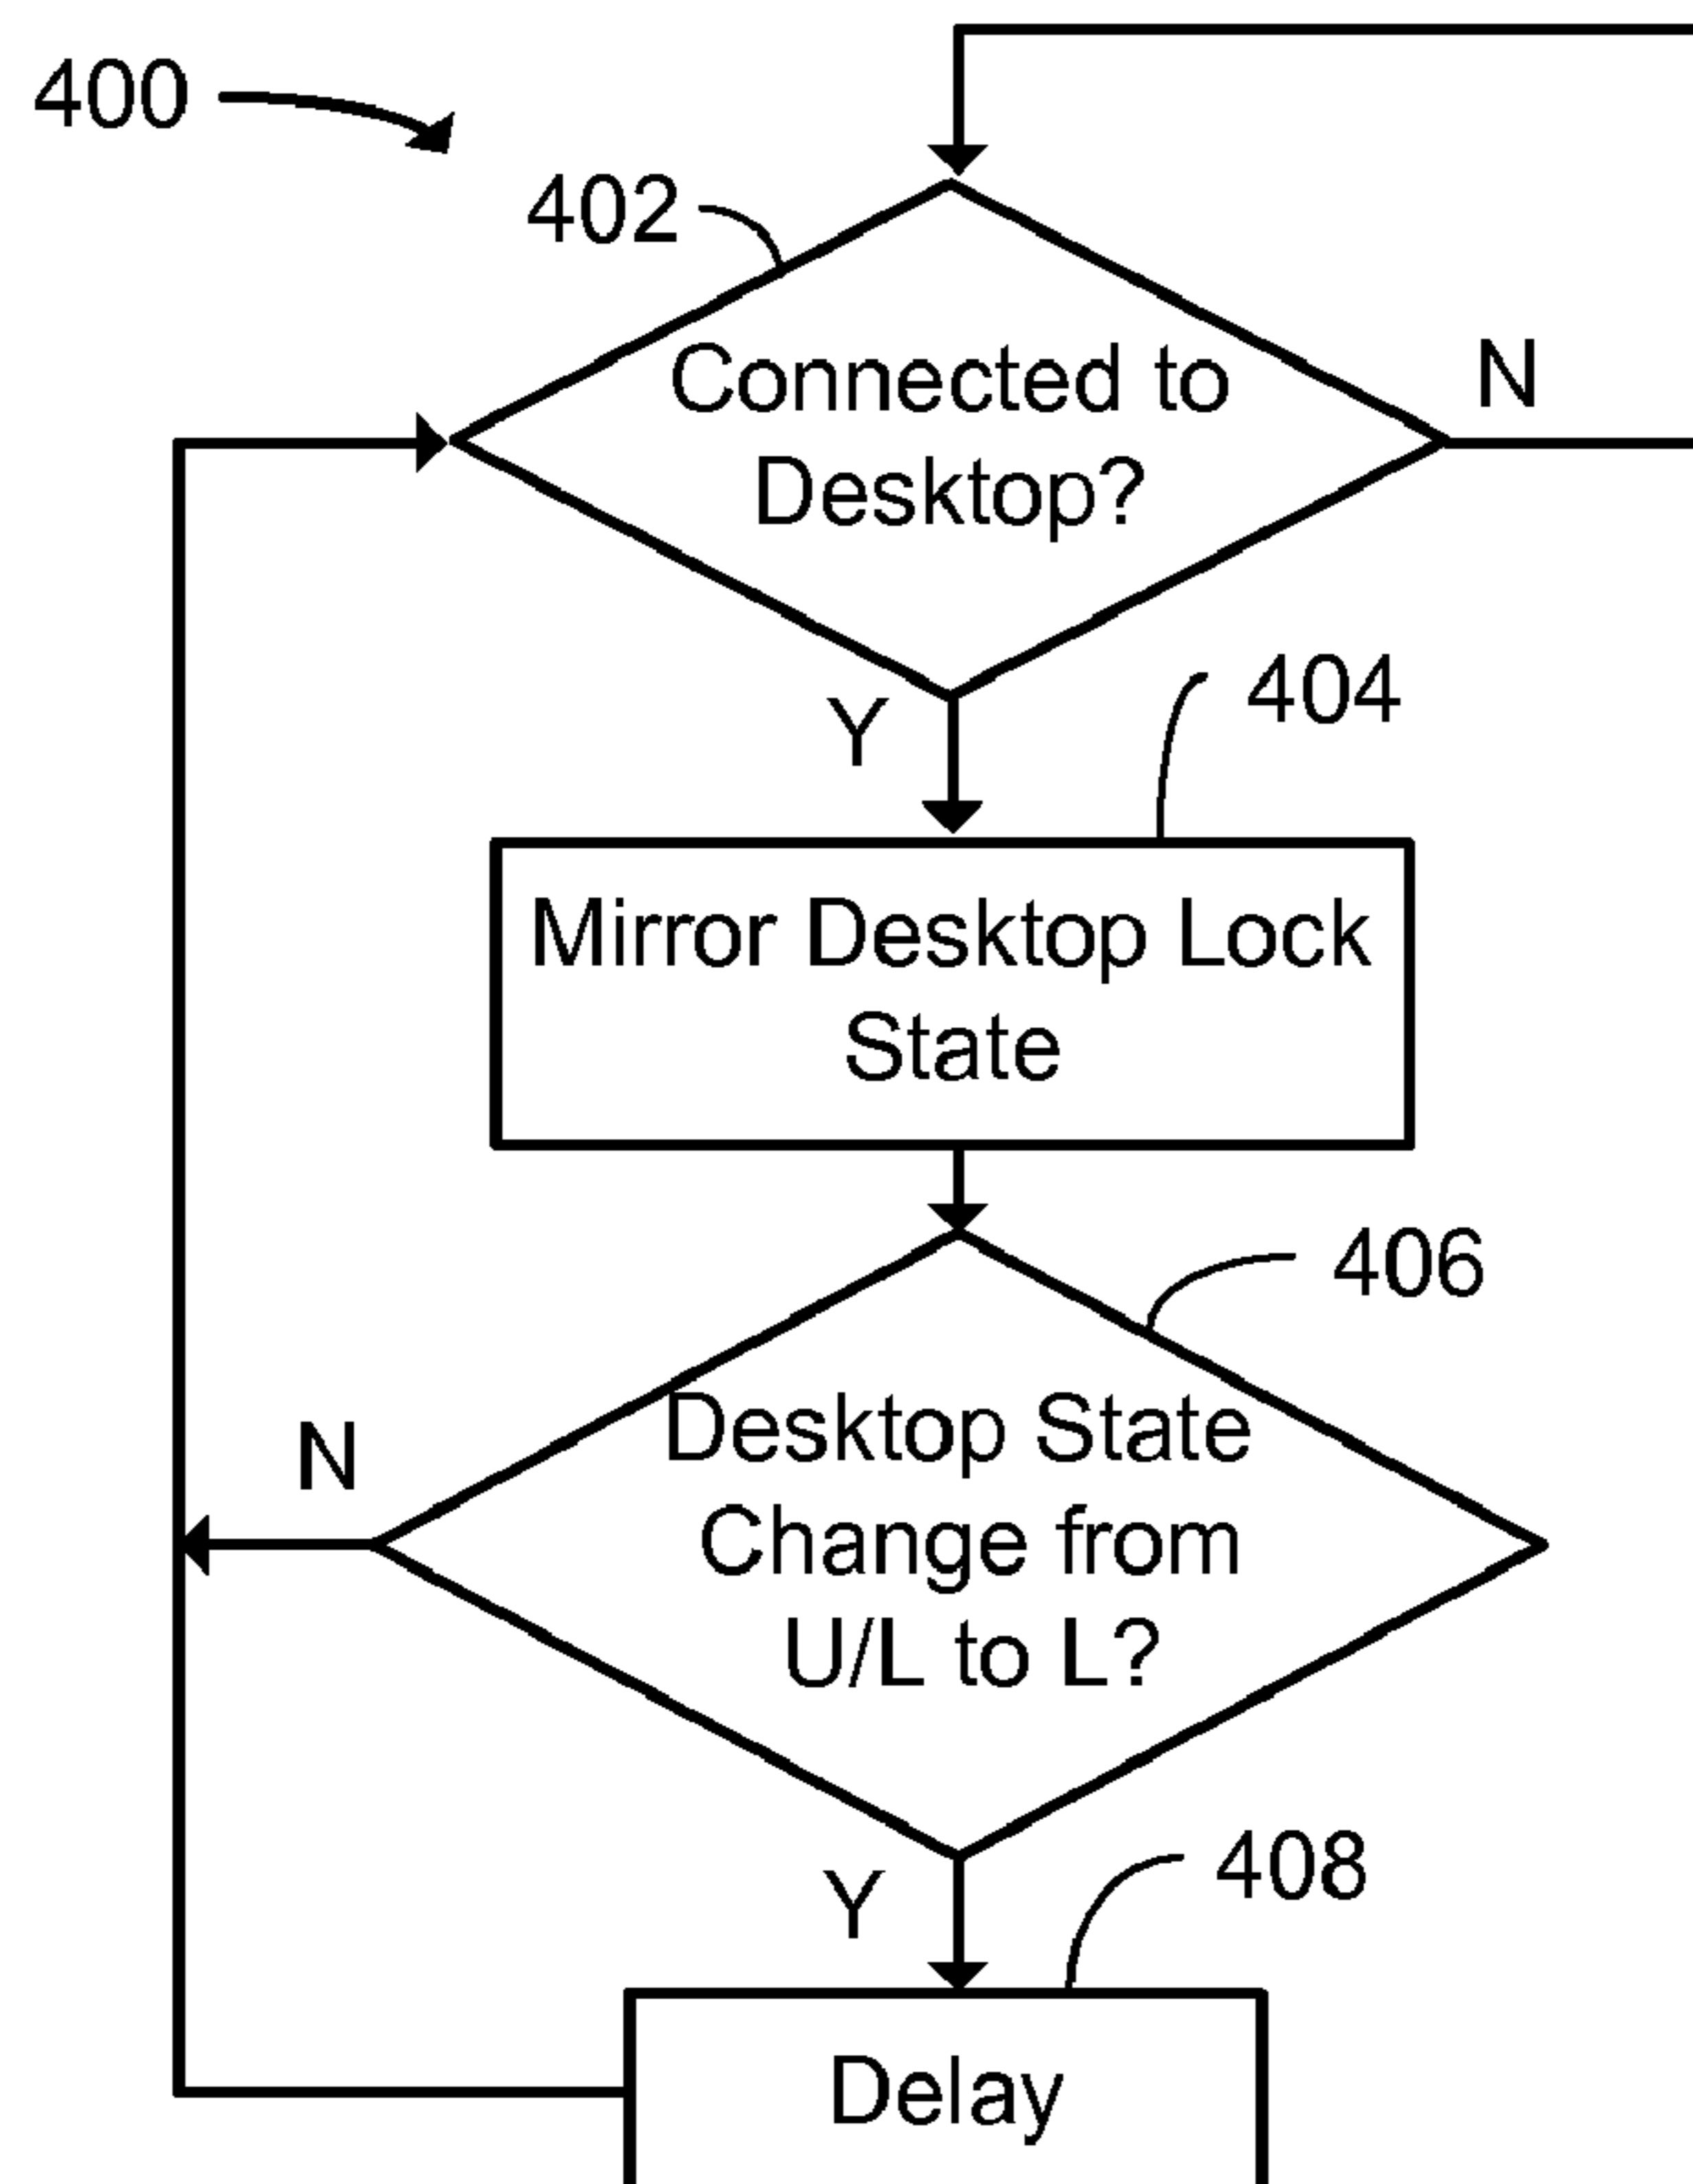 400
402
Connected to
Desktop?
N
Y
404
Mirror Desktop Lock
State
406
Desktop State
Change from
U/L to L?
N
Y
408
Delay